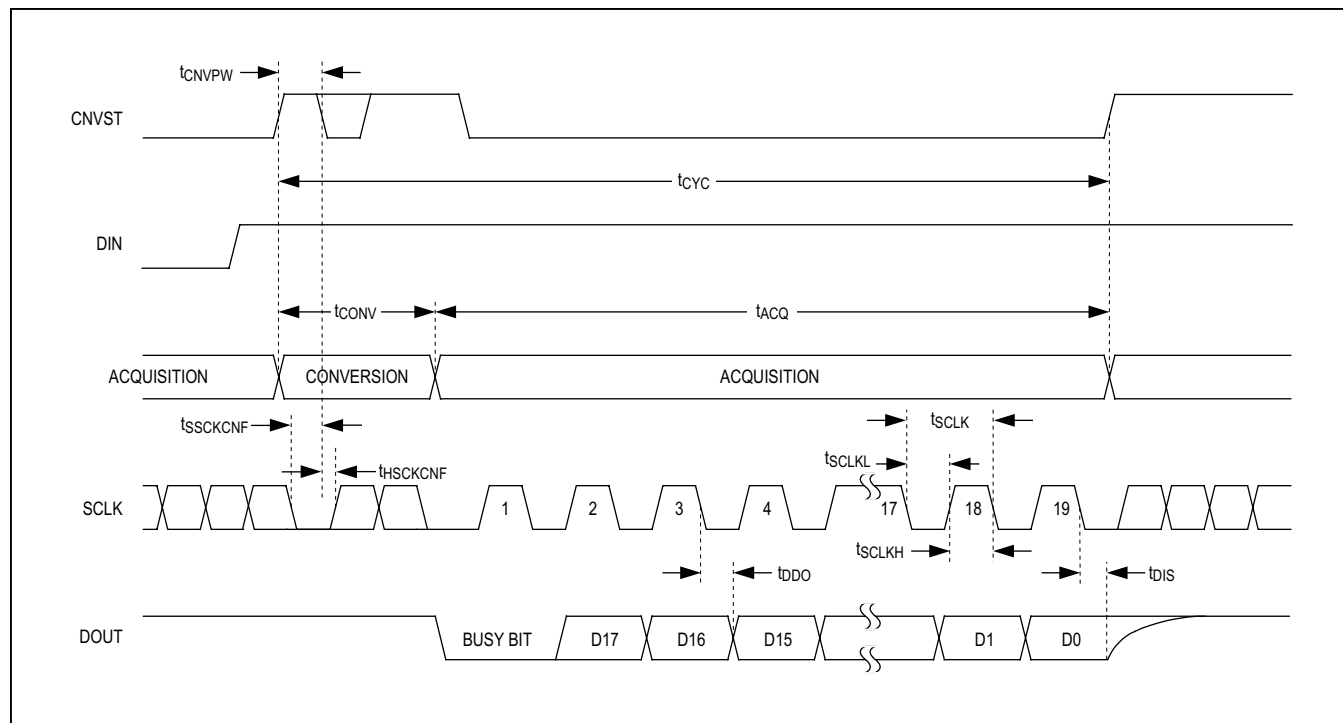 tCNVPW
CNVST
tCYC
DIN
tCONV
tACQ
ACQUISITION
CONVERSION
ACQUISITION
tSSCKCNF
tSCLK
tHSCKCNF
tSCLKL
SCLK
1
2
3
4
17
18
19
tSCLKH
tDDO
tDIS
DOUT
BUSY BIT
D17
D16
D15
D1
D0